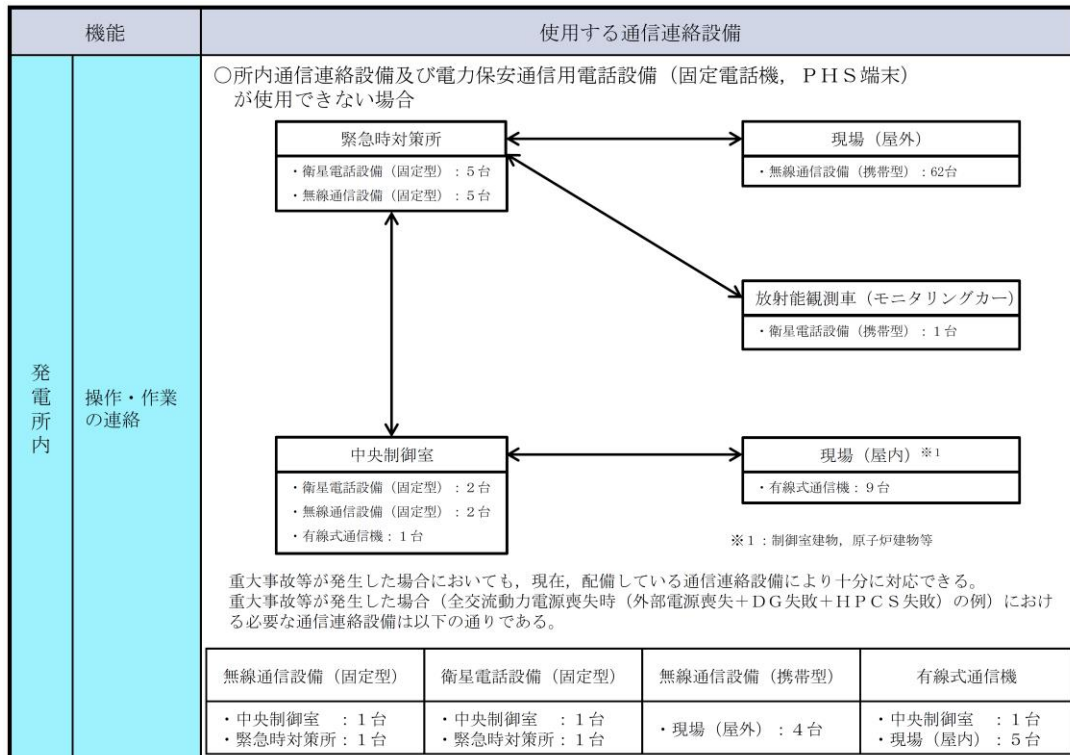 機能
使用する通信連絡設備
発電所内
操作・作業
の連絡
○所内通信連絡設備及び電力保安通信用電話設備（固定電話機，ＰＨＳ端末）
が使用できない場合
緊急時対策所
・衛星電話設備（固定型）：５台
・無線通信設備（固定型）：５台
現場（屋外）
・無線通信設備（携帯型）：62台
放射能観測車（モニタリングカー）
・衛星電話設備（携帯型）：１台
中央制御室
・衛星電話設備（固定型）：２台
・無線通信設備（固定型）：２台
・有線式通信機：１台
現場（屋内）※１
・有線式通信機：９台
※１：制御室建物，原子炉建物等
重大事故等が発生した場合においても，現在，配備している通信連絡設備により十分に対応できる。
重大事故等が発生した場合（全交流動力電源喪失時（外部電源喪失＋ＤＧ失敗＋ＨＰＣＳ失敗）の例）におけ
る必要な通信連絡設備は以下の通りである。
無線通信設備（固定型）
衛星電話設備（固定型）
無線通信設備（携帯型）
有線式通信機
・中央制御室　：１台
・緊急時対策所：１台
・中央制御室　：１台
・緊急時対策所：１台
・現場（屋外）：４台
・中央制御室　：１台
・現場（屋内）：５台